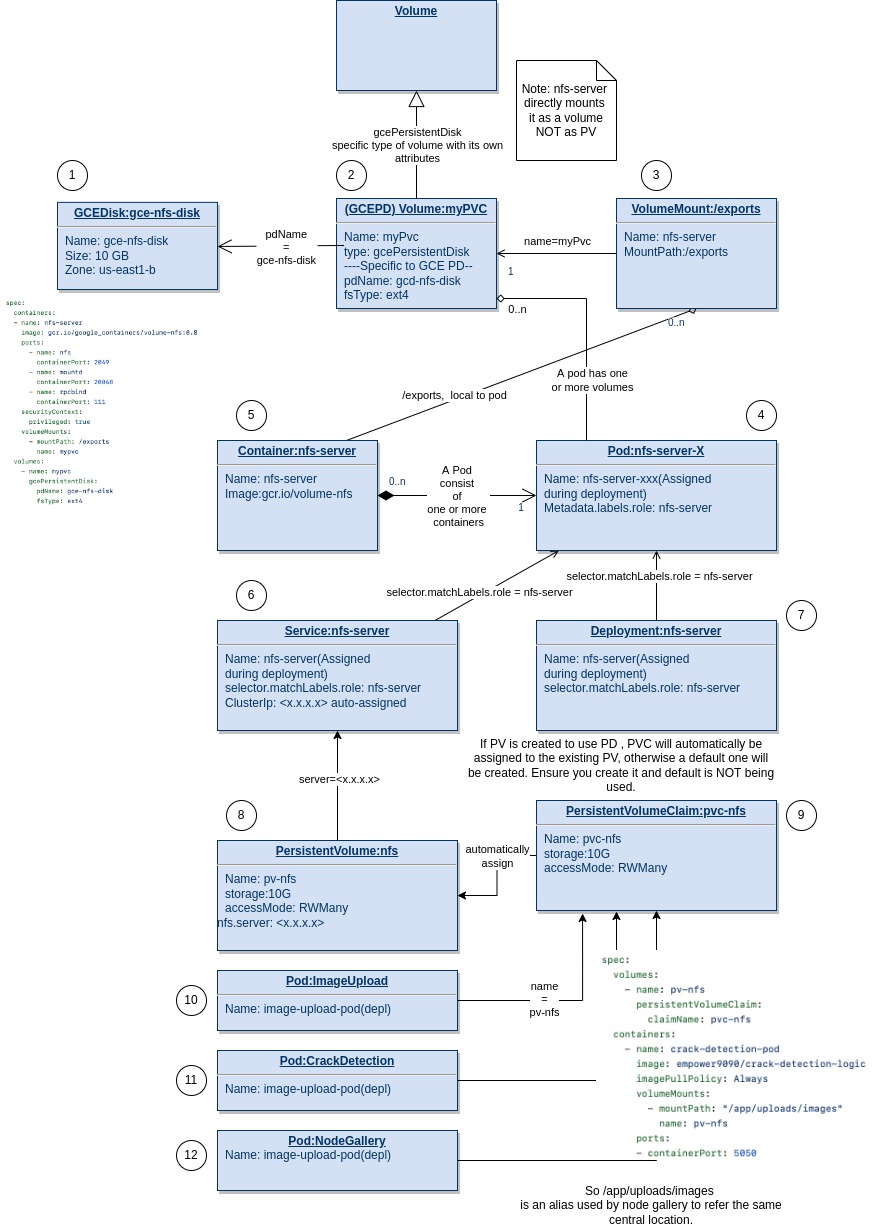 Volume
Note: nfs-server
directly mounts
it as a volume
NOT as PV
gcePersistentDisk
specific type of volume with its own
attributes
1
2
3
GCEDisk:gce-nfs-disk
Name: gce-nfs-disk
Size: 10 GB
Zone: us-east1-b
pdName
=
gce-nfs-disk
(GCEPD) Volume:myPVC
Name: myPvc
type: gcePersistentDisk
----Specific to GCE PD--
pdName: gcd-nfs-disk
fsType: ext4
name=myPvc
1
0..n
VolumeMount:/exports
Name: nfs-server
MountPath:/exports
0..n
spec:
containers:
- name: nfs-server
image: gcr.io/google_containers/volume-nfs:0.8
ports:
- name: nfs
containerPort: 2049
- name: mountd
containerPort: 20048
- name: rpcbind
containerPort: 111
securityContext:
privileged: true
volumeMounts:
- mountPath: /exports
name: mypvc
volumes:
- name: mypvc
gcePersistentDisk:
pdName: gce-nfs-disk
fsType: ext4
A pod has one
or more volumes
/exports, local to pod
5
4
Container:nfs-server
Name: nfs-server
Image:gcr.io/volume-nfs
0..n
A Pod
consist
of
one or more
containers
1
Pod:nfs-server-X
Name: nfs-server-xxx(Assigned
during deployment)
Metadata.labels.role: nfs-server
selector.matchLabels.role = nfs-server
selector.matchLabels.role = nfs-server
6
7
Service:nfs-server
Name: nfs-server(Assigned
during deployment)
selector.matchLabels.role: nfs-server
ClusterIp: <x.x.x.x> auto-assigned
Deployment:nfs-server
Name: nfs-server(Assigned
during deployment)
selector.matchLabels.role: nfs-server
If PV is created to use PD , PVC will automatically be
assigned to the existing PV, otherwise a default one will
be created. Ensure you create it and default is NOT being
used.
server=<x.x.x.x>
8
9
PersistentVolume:nfs
Name: pv-nfs
storage:10G
accessMode: RWMany
nfs.server: <x.x.x.x>
automatically
assign
PersistentVolumeClaim:pvc-nfs
Name: pvc-nfs
storage:10G
accessMode: RWMany
10
Pod:ImageUpload
Name: image-upload-pod(depl)
name
=
pv-nfs
11
Pod:CrackDetection
Name: image-upload-pod(depl)
12
Pod:NodeGallery
Name: image-upload-pod(depl)
spec:
volumes:
- name: pv-nfs
persistentVolumeClaim:
claimName: pvc-nfs
containers:
- name: crack-detection-pod
image: empower9090/crack-detection-logic
imagePullPolicy: Always
volumeMounts:
- mountPath: "/app/uploads/images"
name: pv-nfs
ports:
- containerPort: 5050
So /app/uploads/images
is an alias used by node gallery to refer the same
central location.